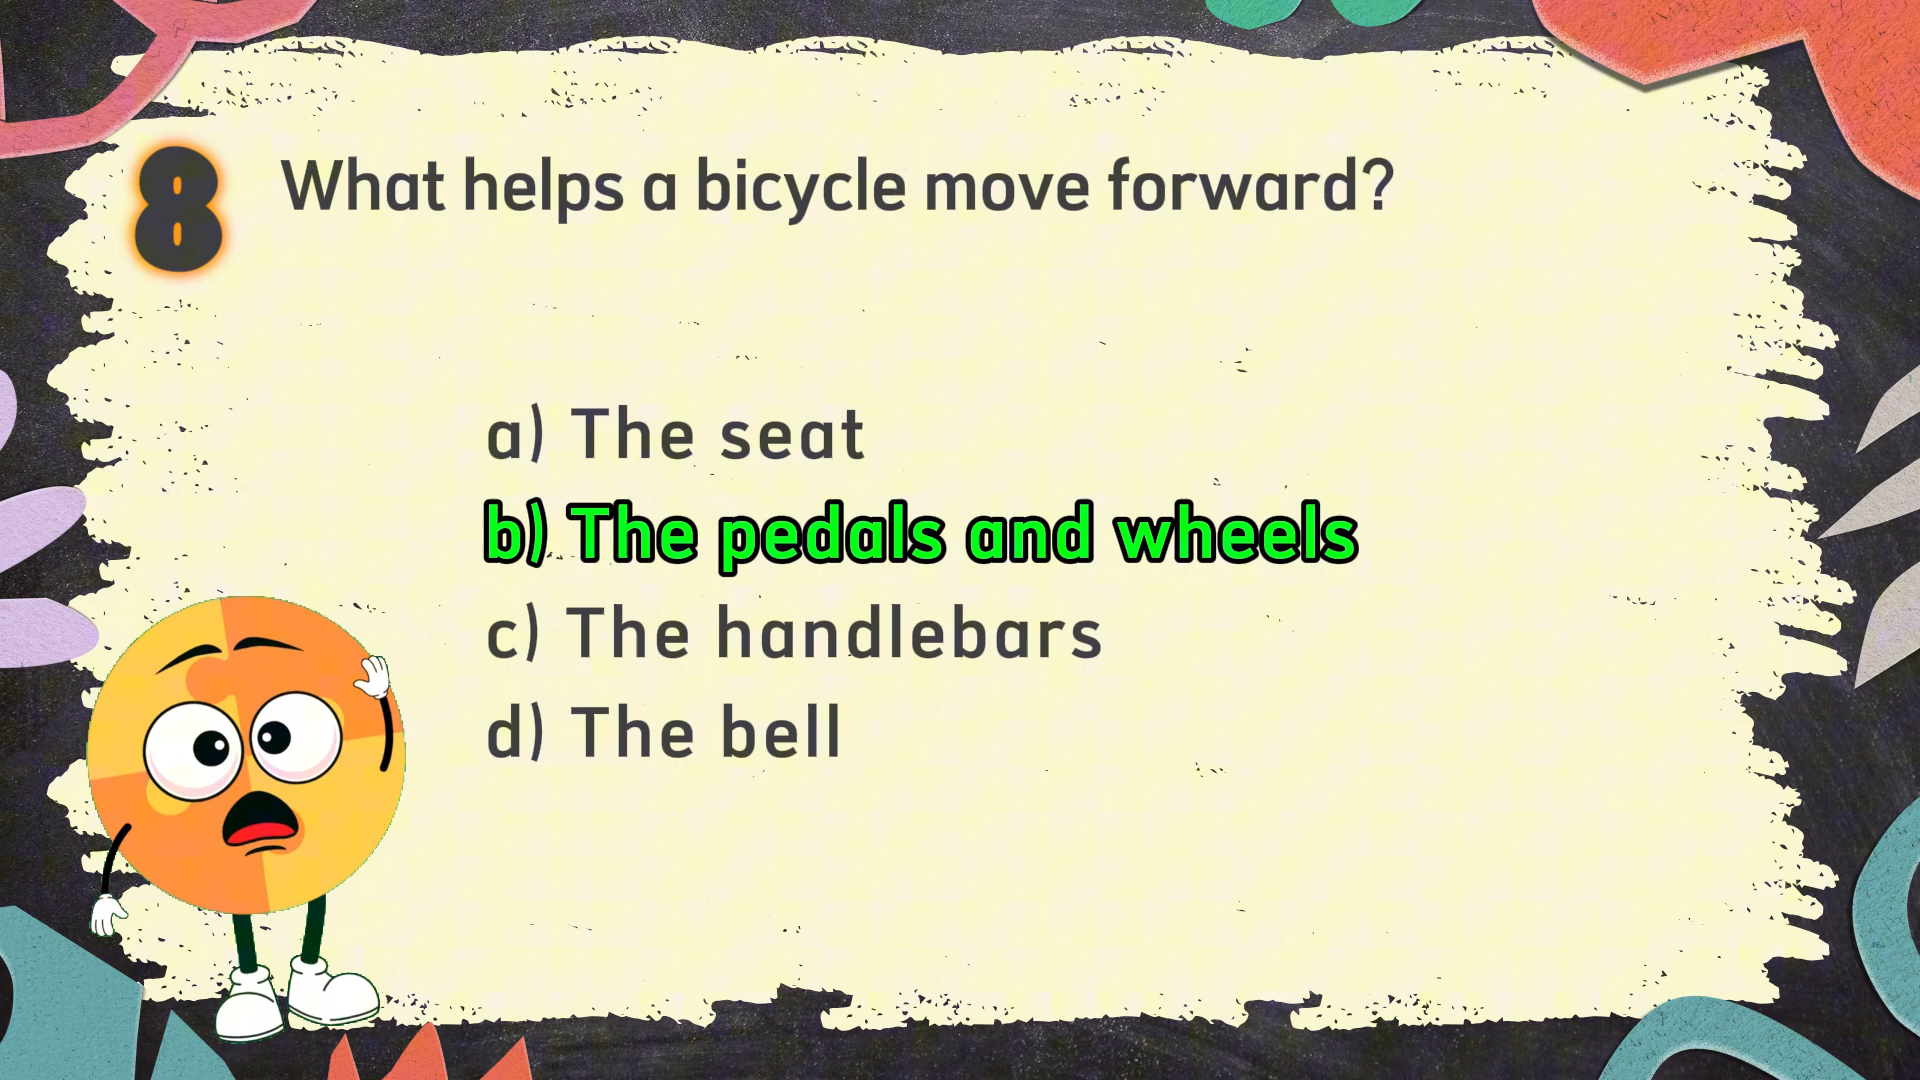 8 What helps a bicycle move forward?
a) The seat
b) The pedals and wheels
c) The handlebars
d) The bell